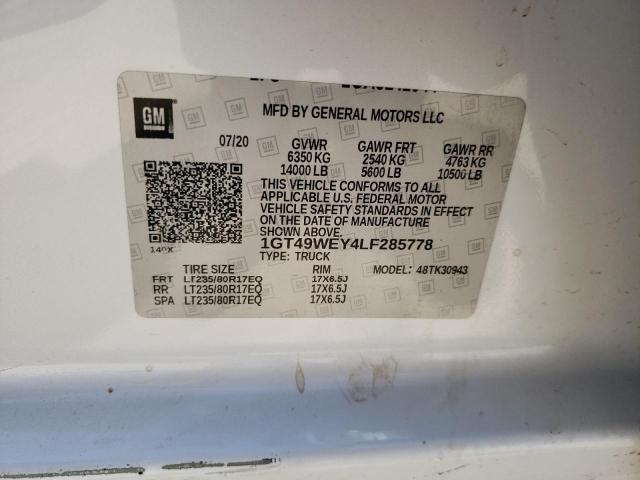 GM
MFD BY GENERAL MOTORS LLC
07/20 GVWR GAWR FRT GAWR RR
6350 KG 2540 KG 4763 KG
14000 LB 5600 LB 10500 LB
THIS VEHICLE CONFORMS TO ALL
APPLICABLE U.S. FEDERAL MOTOR
VEHICLE SAFETY STANDARDS IN EFFECT
ON THE DATE OF MANUFACTURE
SHOWN ABOVE.
140X
1GT49WEY4LF285778
TYPE: TRUCK
TIRE SIZE RIM MODEL: 48TK30943
FRT LT235/80R17EQ 17X6.5J
RR LT235/80R17EQ 17X6.5J
SPA LT235/80R17EQ 17X6.5J